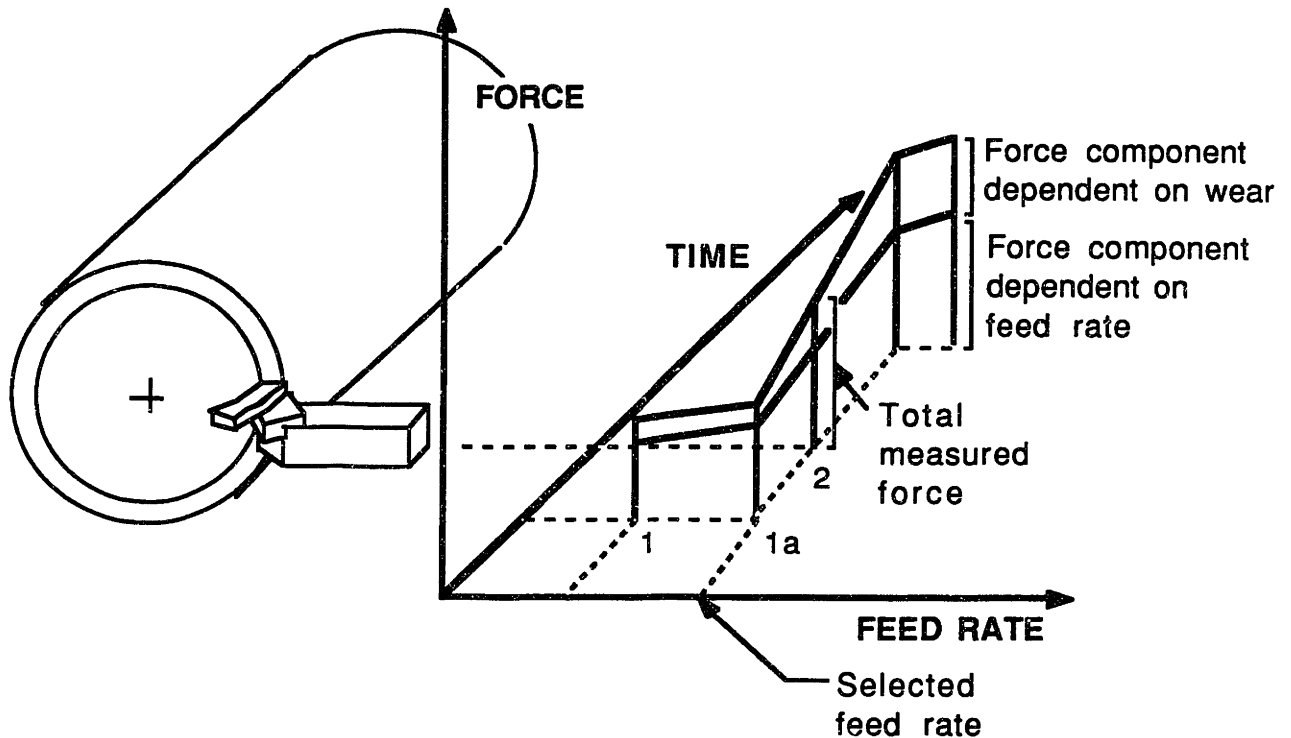 FORCE
Force component
dependent on wear
TIME
Force component
dependent on
feed rate
Total
measured
force
2
1
1a
FEED RATE
Selected
feed rate